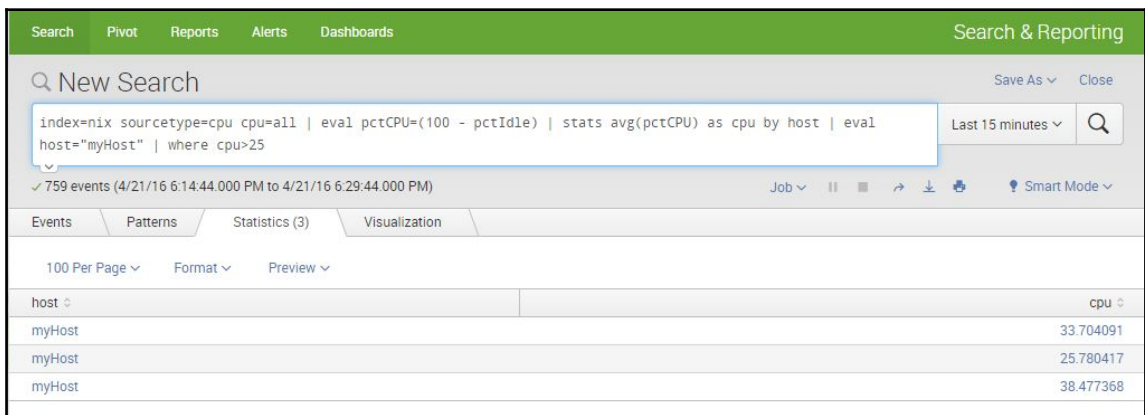 Search Pivot Reports Alerts Dashboards Search & Reporting
New Search Save As Close
index=nix sourcetype=cpu cpu=all | eval pctCPU=(100 - pctIdle) | stats avg(pctCPU) as cpu by host | eval
host="myHost" | where cpu>25
Last 15 minutes
759 events (4/21/16 6:14:44.000 PM to 4/21/16 6:29:44.000 PM) Job Smart Mode
Events Patterns Statistics (3) Visualization
100 Per Page Format Preview
host cpu
myHost 33.704091
myHost 25.780417
myHost 38.477368